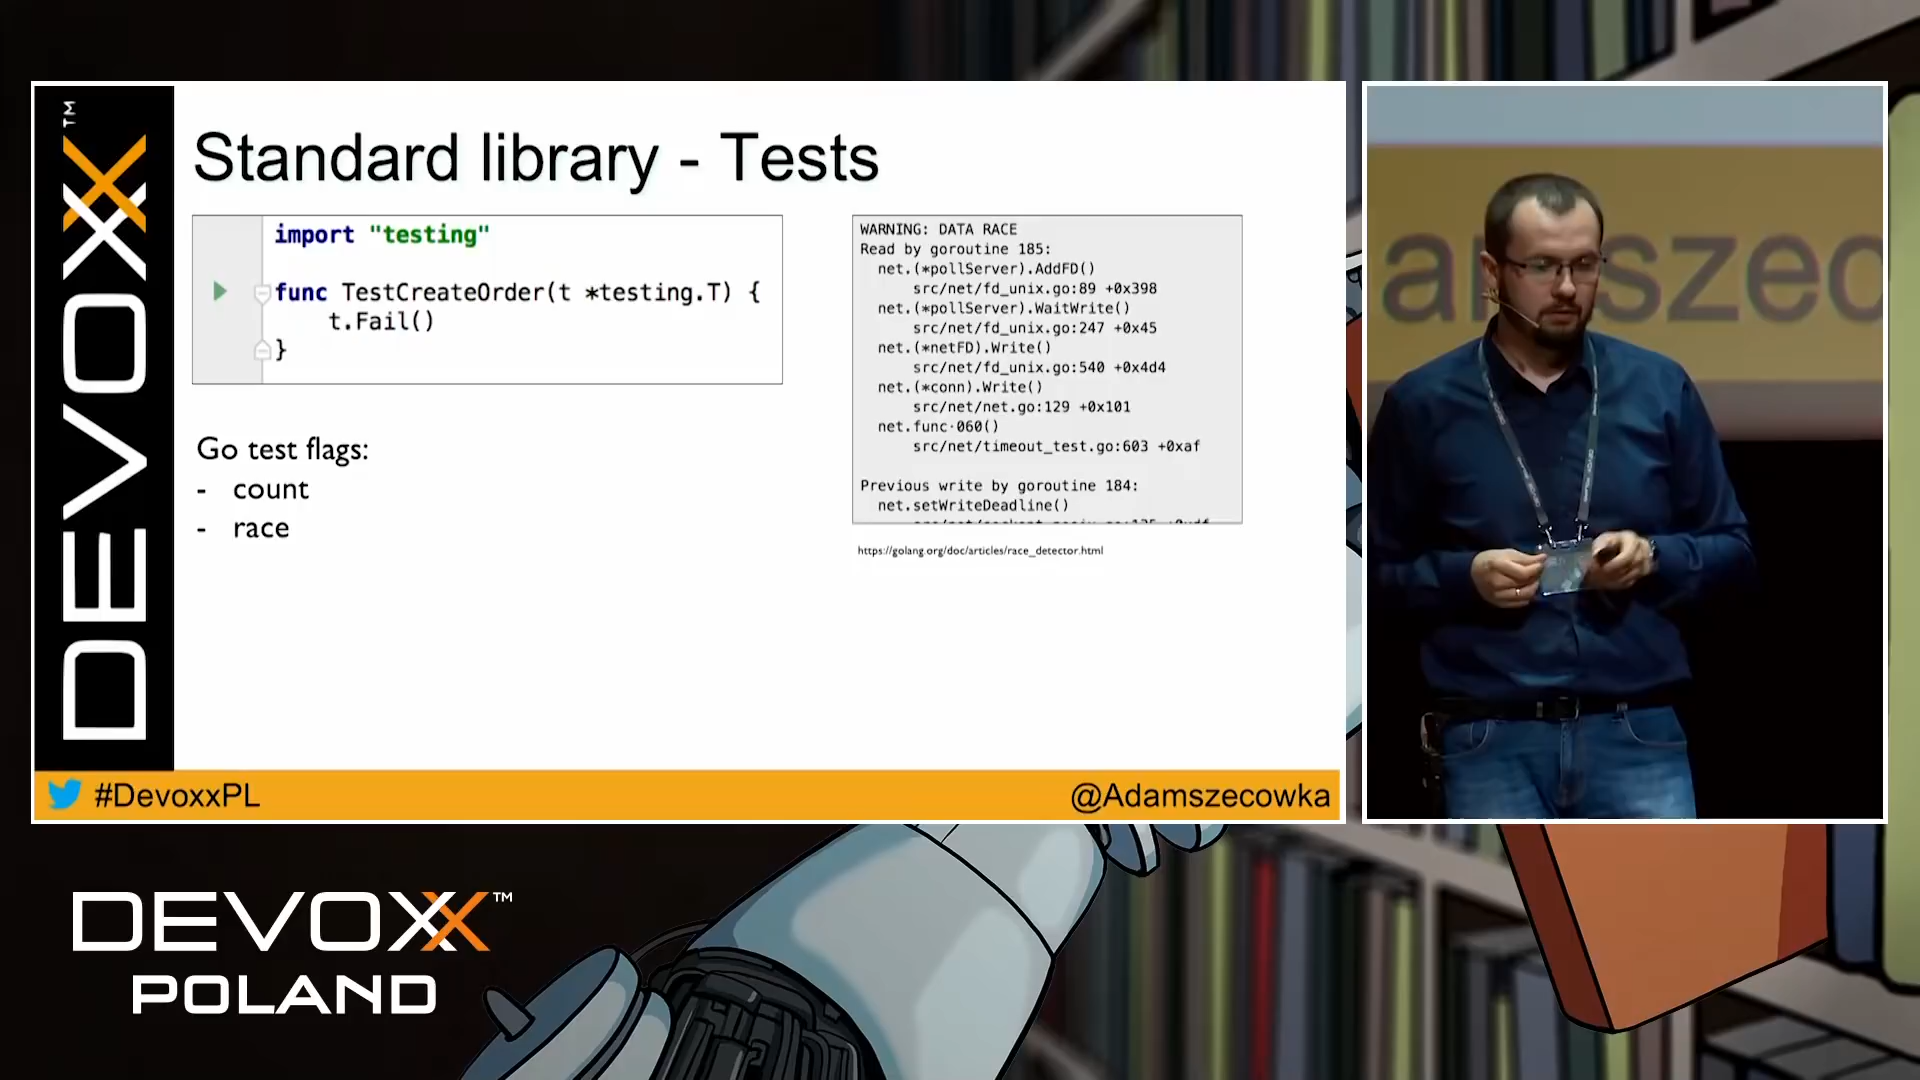 DEVOXX™
Standard library - Tests
import "testing"
func TestCreateOrder(t *testing.T) {
t.Fail()
}
Go test flags:
- count
- race
WARNING: DATA RACE
Read by goroutine 185:
net.(*pollServer).AddFD()
src/net/fd_unix.go:89 +0x398
net.(*pollServer).WaitWrite()
src/net/fd_unix.go:247 +0x45
net.(*netFD).Write()
src/net/fd_unix.go:540 +0x4d4
net.(*conn).Write()
src/net/net.go:129 +0x101
net.func·060()
src/net/timeout_test.go:603 +0xaf
Previous write by goroutine 184:
net.setWriteDeadline()
https://golang.org/doc/articles/race_detector.html
#DevoxxPL
@Adamszecowka
DEVOXX™
POLAND